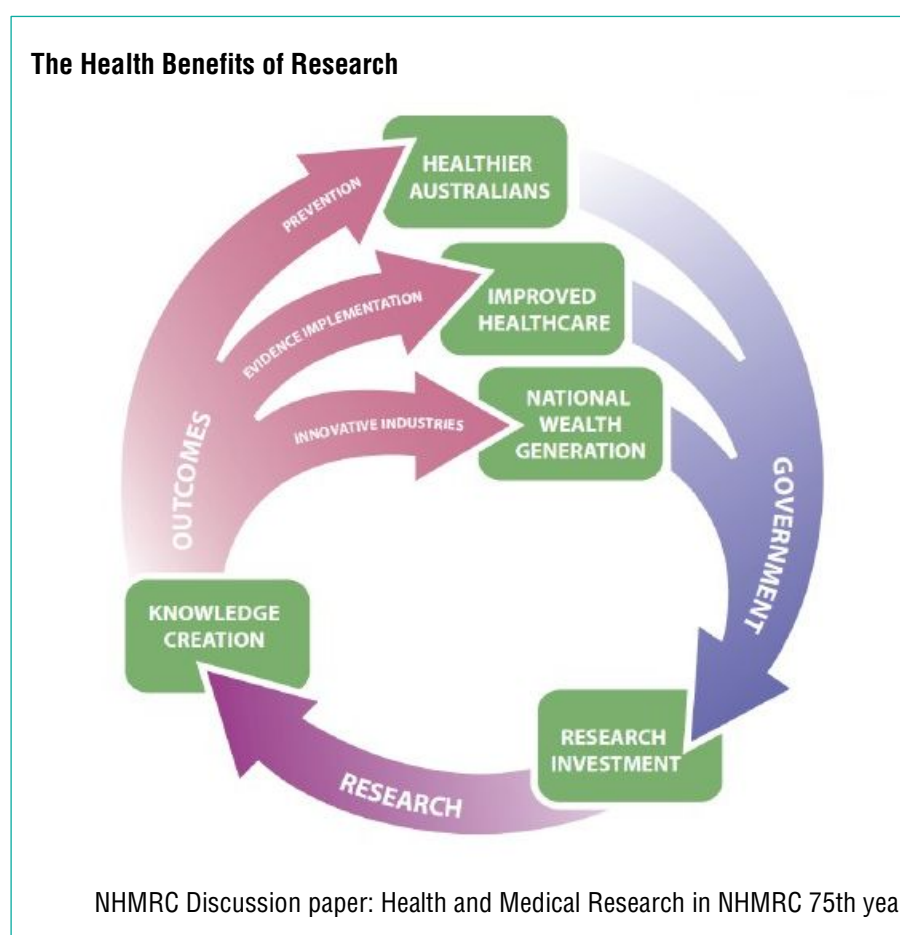 The Health Benefits of Research
HEALTHIER
AUSTRALIANS
PREVENTION
IMPROVED
HEALTHCARE
EVIDENCE IMPLEMENTATION
NATIONAL
WEALTH
GENERATION
INNOVATIVE INDUSTRIES
OUTCOMES
GOVERNMENT
KNOWLEDGE
CREATION
RESEARCH
INVESTMENT
RESEARCH
NHMRC Discussion paper: Health and Medical Research in NHMRC 75th yea